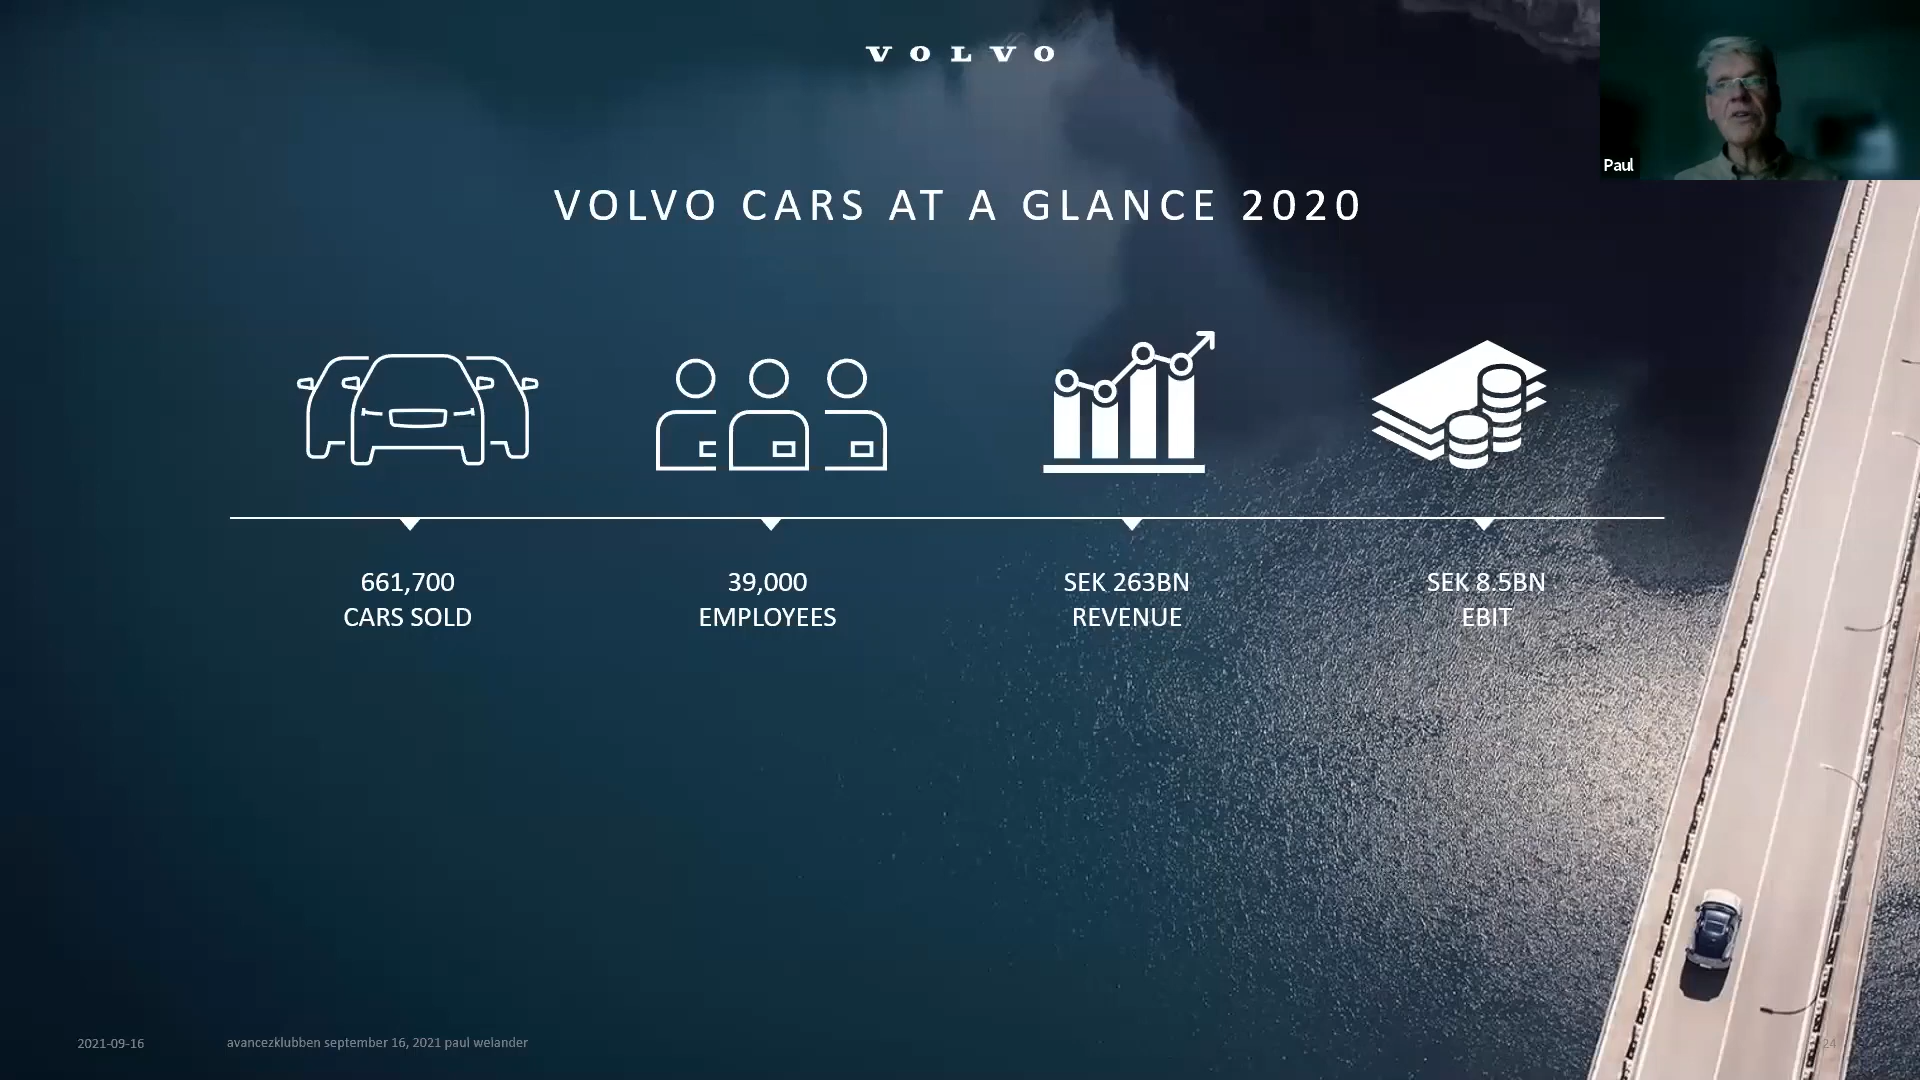 VOLVO
Paul
VOLVO CARS AT A GLANCE 2020
661,700
CARS SOLD
39,000
EMPLOYEES
SEK 263BN
REVENUE
SEK 8.5BN
EBIT
2021-09-16
avancezklubben september 16, 2021 paul welander
24